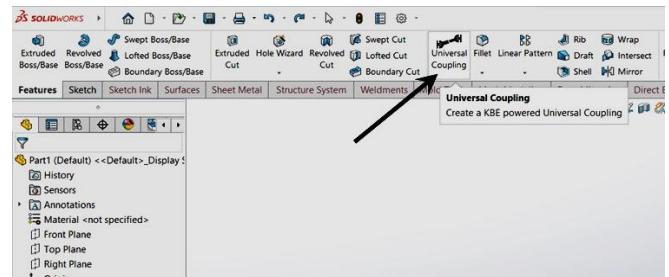 SOLIDWORKS
Extruded Boss/Base
Revolved Boss/Base
Swept Boss/Base
Lofted Boss/Base
Boundary Boss/Base
Extruded Cut
Hole Wizard
Revolved Cut
Swept Cut
Lofted Cut
Boundary Cut
Universal Coupling
Fillet
Linear Pattern
Rib
Draft
Shell
Wrap
Intersect
Mirror
Features
Sketch
Sketch Ink
Surfaces
Sheet Metal
Structure System
Weldments
Direct E
Universal Coupling
Create a KBE powered Universal Coupling
Part1 (Default) <<Default>_Display S
History
Sensors
Annotations
Material <not specified>
Front Plane
Top Plane
Right Plane